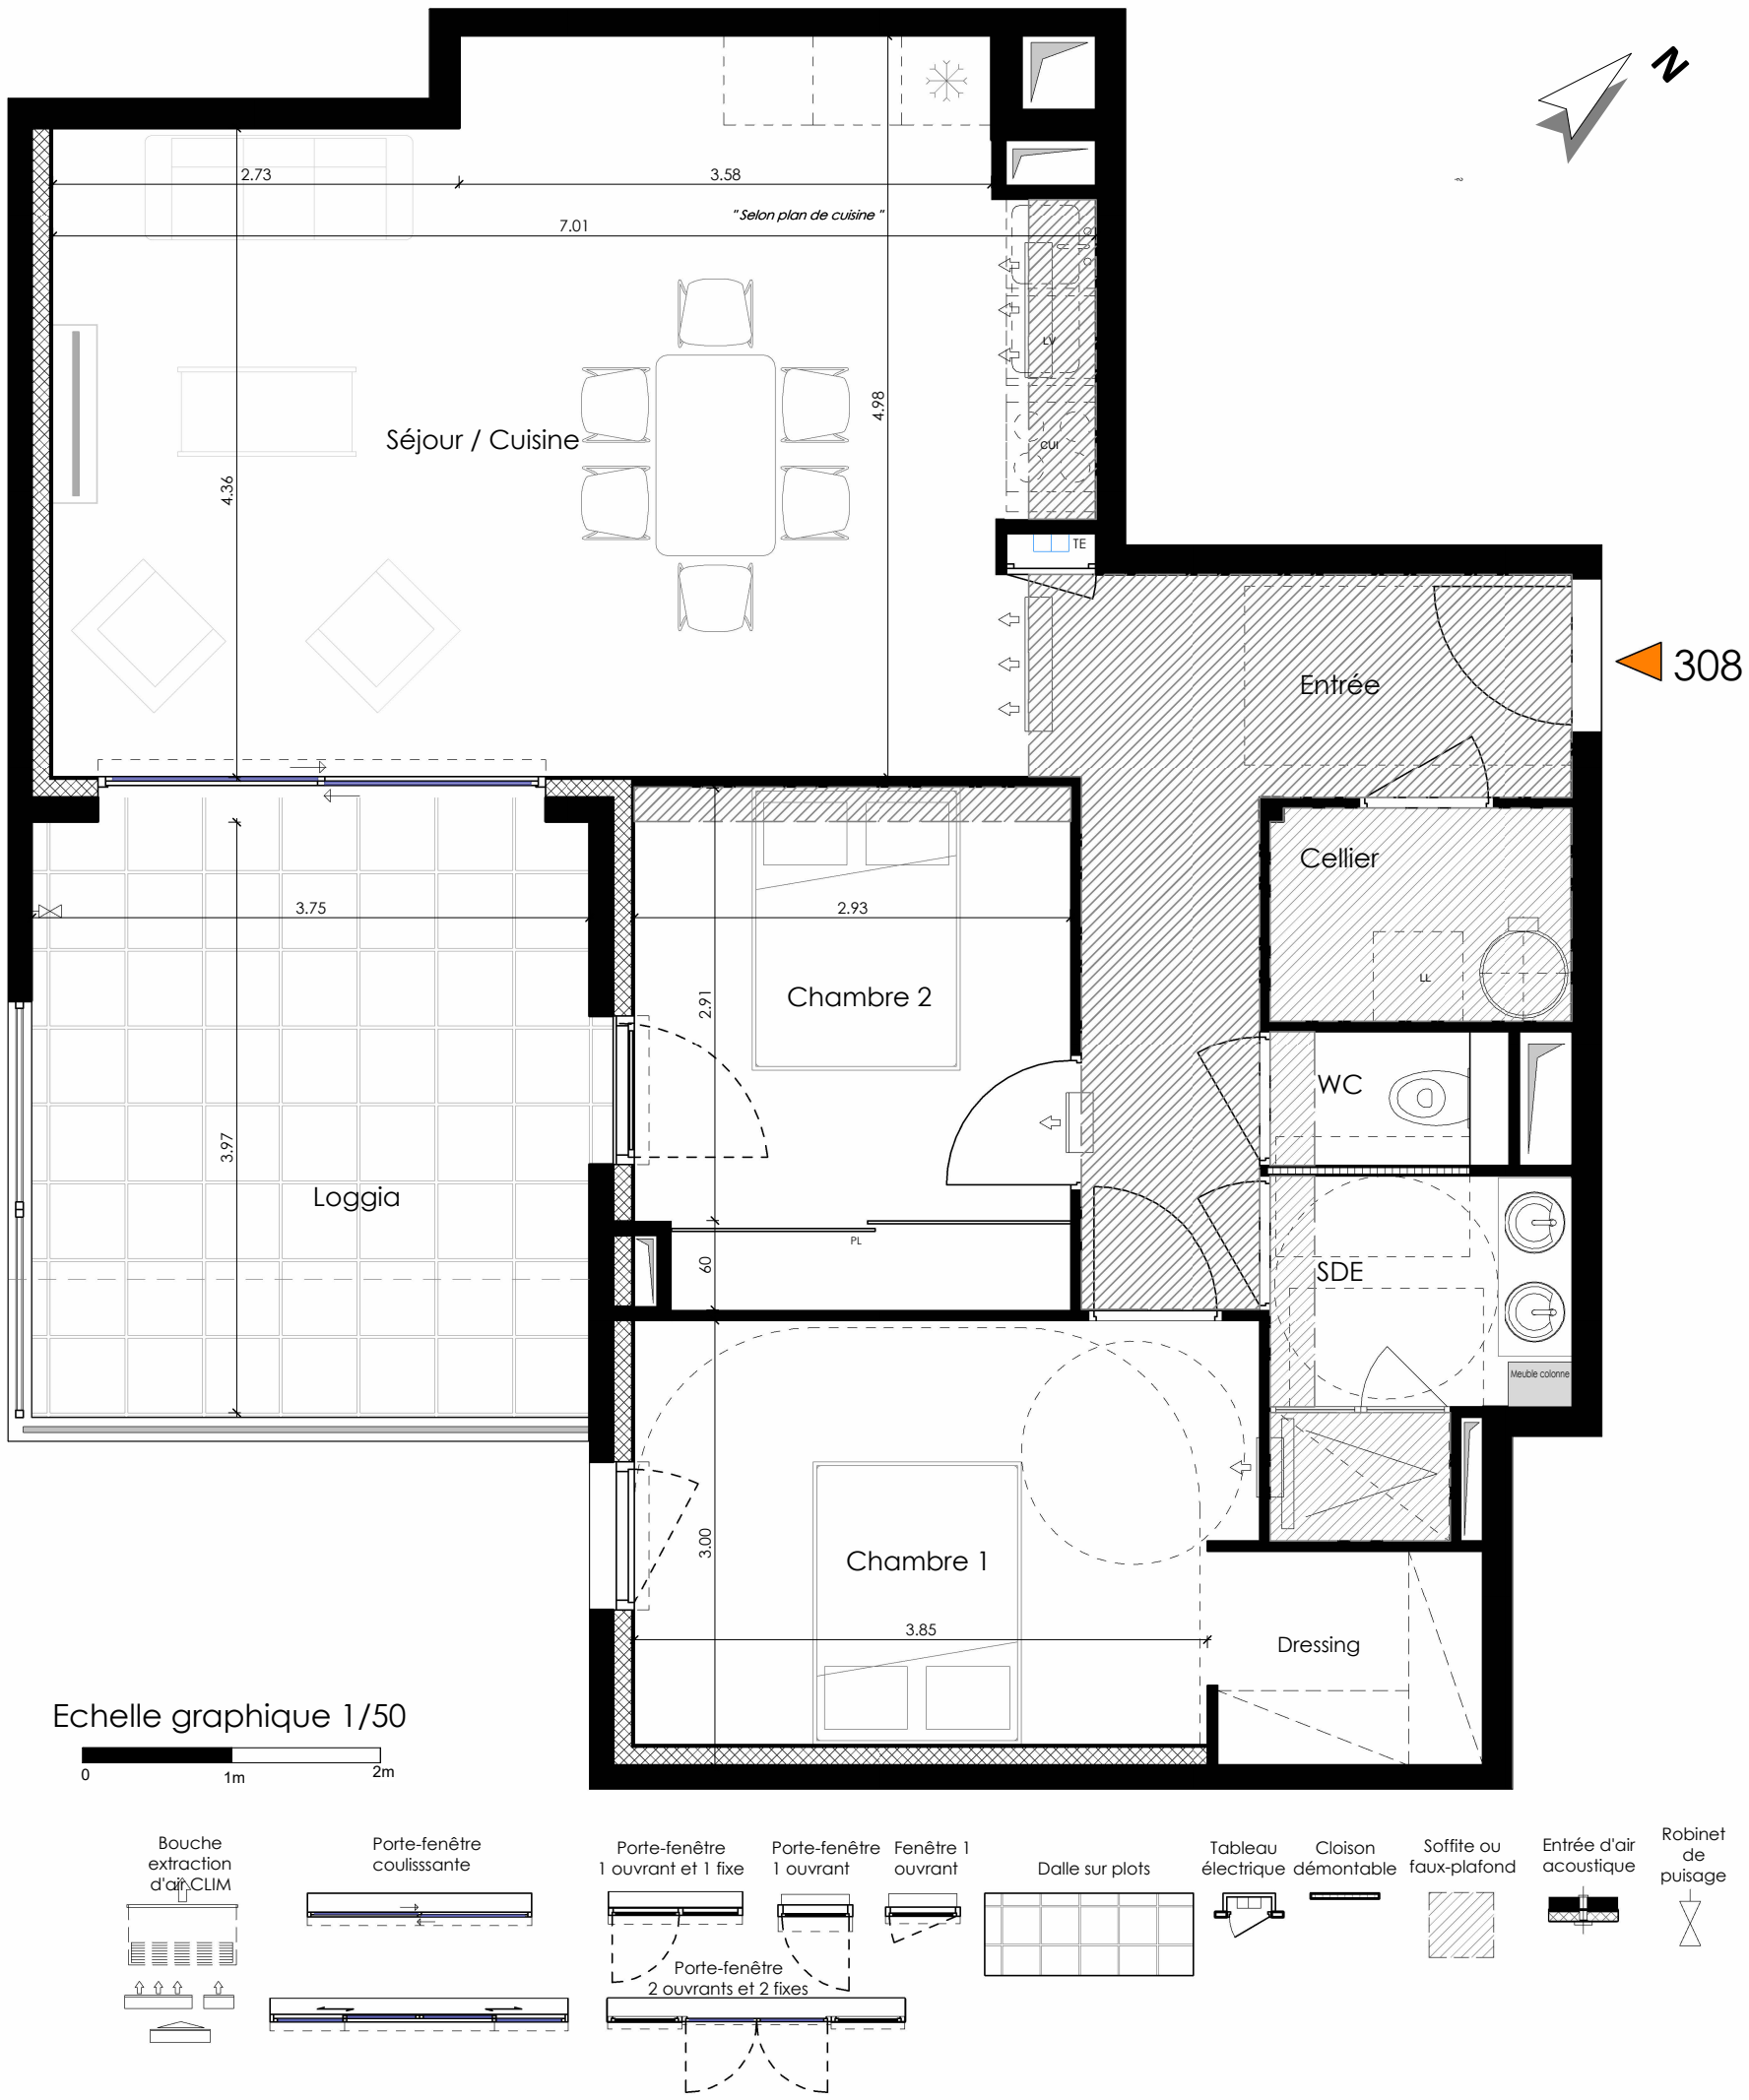 N
2.73
3.58
"Selon plan de cuisine"
7.01
LV
4.98
Séjour / Cuisine
CUI
4.36
TE
Entrée
308
Cellier
3.75
2.93
LL
Chambre 2
2.91
WC
3.97
Loggia
PL
60
SDE
Meuble colonne
3.00
Chambre 1
3.85
Dressing
Echelle graphique 1/50
0
1m
2m
Bouche
extraction
d'air CLIM
Porte-fenêtre
coulisssante
Porte-fenêtre
1 ouvrant et 1 fixe
Porte-fenêtre
1 ouvrant
Fenêtre 1
ouvrant
Dalle sur plots
Tableau
électrique
Cloison
démontable
Soffite ou
faux-plafond
Entrée d'air
acoustique
Robinet
de
puisage
Porte-fenêtre
2 ouvrants et 2 fixes